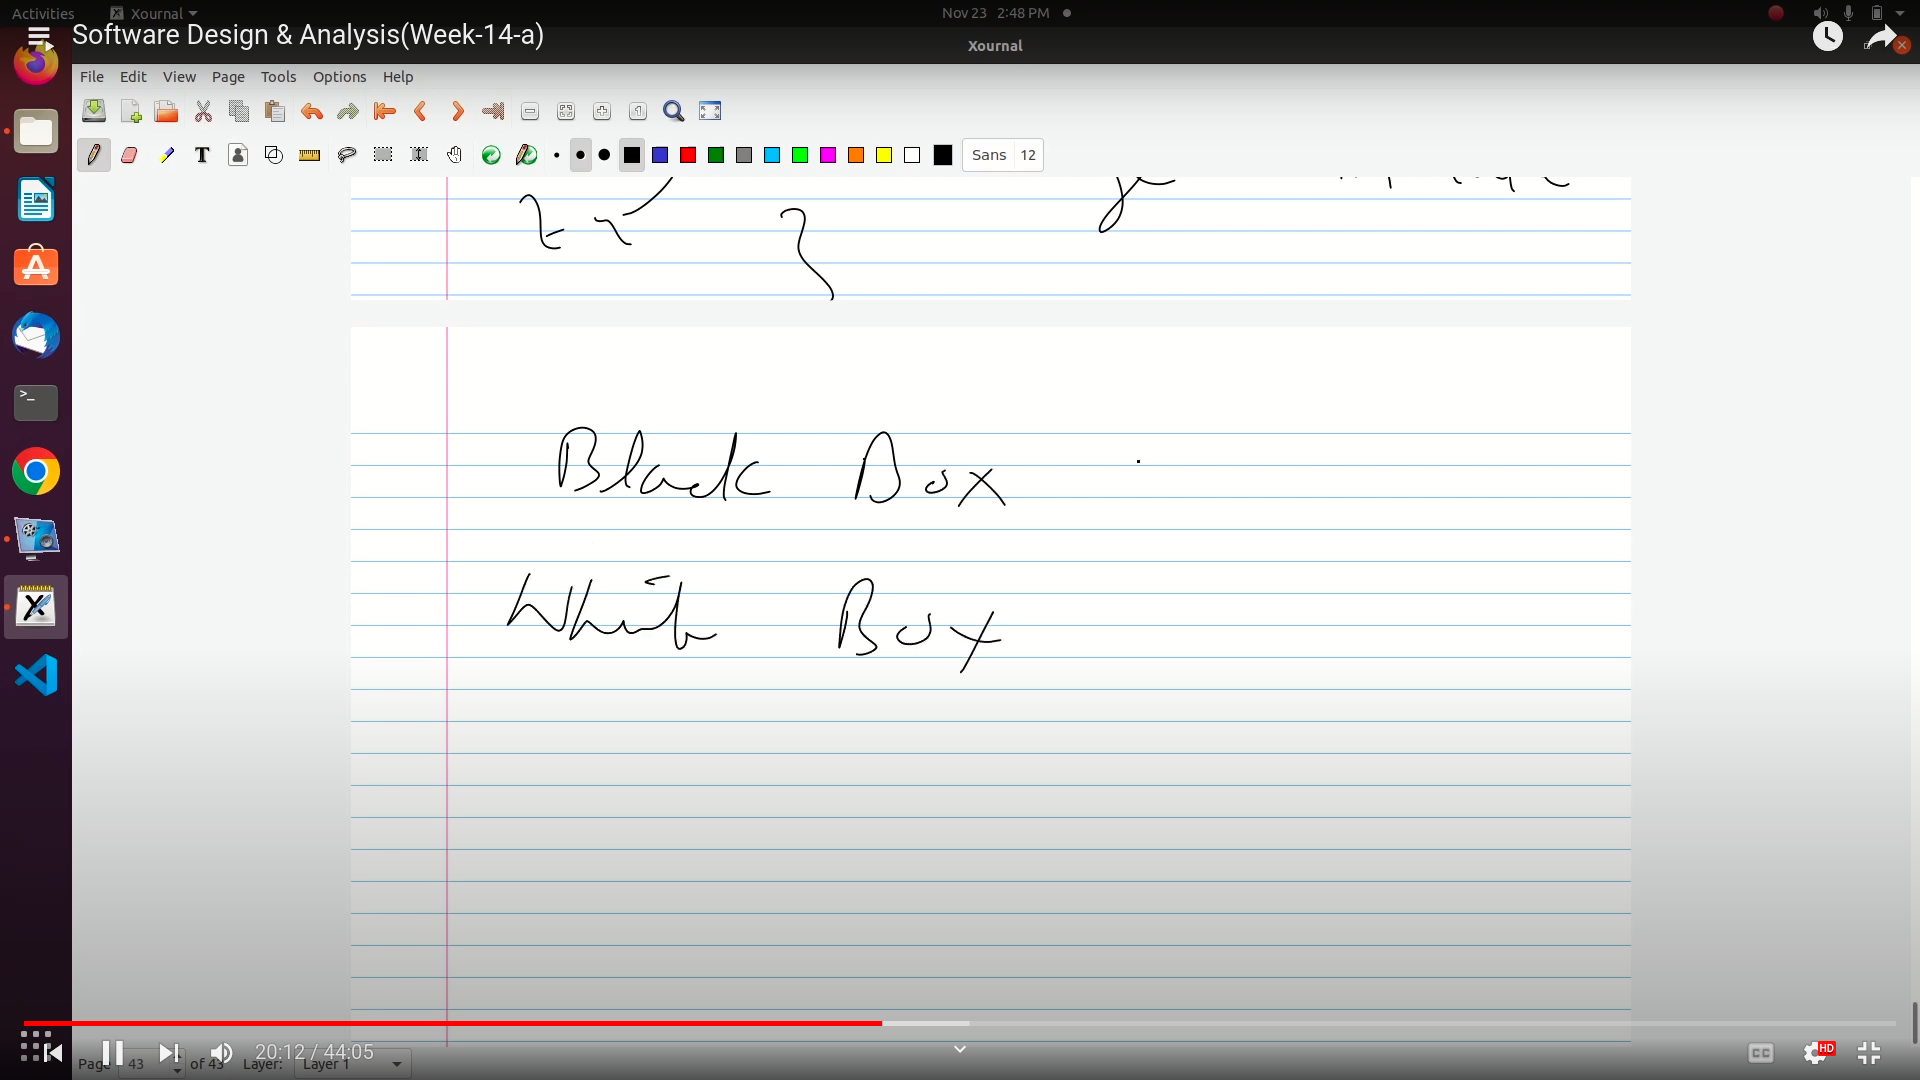 Activities Xournal Nov 23 2:48 PM
Software Design & Analysis(Week-14-a)
Xournal
File Edit View Page Tools Options Help
Sans 12
Black Box
White Box
20:12 / 44:05
CC HD
Page 43 of 43 Layer: Layer 1